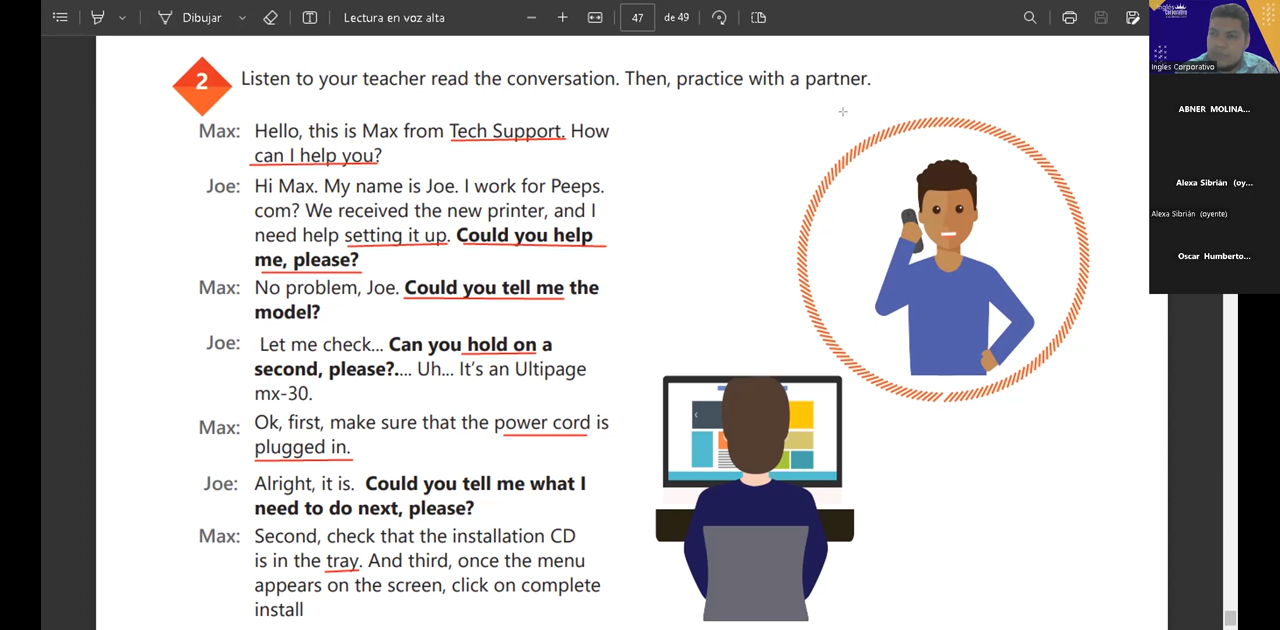 Dibujar
Lectura en voz alta
47
de 49
Inglés Corporativo
ABNER MOLINA...
Alexa Sibrián (oy...
Alexa Sibrián (oyente)
Oscar Humberto...
2
Listen to your teacher read the conversation. Then, practice with a partner.
Max: Hello, this is Max from Tech Support. How
can I help you?
Joe: Hi Max. My name is Joe. I work for Peeps.
com? We received the new printer, and I
need help setting it up. Could you help
me, please?
Max: No problem, Joe. Could you tell me the
model?
Joe: Let me check... Can you hold on a
second, please?.... Uh... It's an Ultipage
mx-30.
Max: Ok, first, make sure that the power cord is
plugged in.
Joe: Alright, it is. Could you tell me what I
need to do next, please?
Max: Second, check that the installation CD
is in the tray. And third, once the menu
appears on the screen, click on complete
install